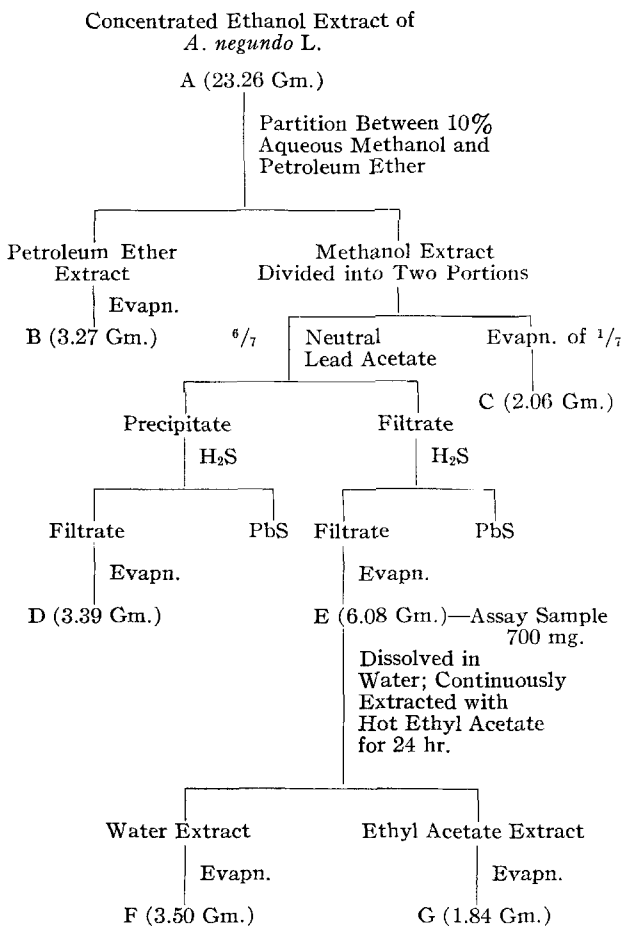 Concentrated Ethanol Extract of
A. negundo L.
A (23.26 Gm.)
Partition Between 10%
Aqueous Methanol and
Petroleum Ether
Petroleum Ether
Extract
Methanol Extract
Divided into Two Portions
Evapn.
B (3.27 Gm.)
6/7
Neutral
Lead Acetate
Evapn. of 1/7
C (2.06 Gm.)
Precipitate
Filtrate
H₂S
H₂S
Filtrate
PbS
Filtrate
PbS
Evapn.
Evapn.
D (3.39 Gm.)
E (6.08 Gm.)—Assay Sample
700 mg.
Dissolved in
Water; Continuously
Extracted with
Hot Ethyl Acetate
for 24 hr.
Water Extract
Ethyl Acetate Extract
Evapn.
Evapn.
F (3.50 Gm.)
G (1.84 Gm.)